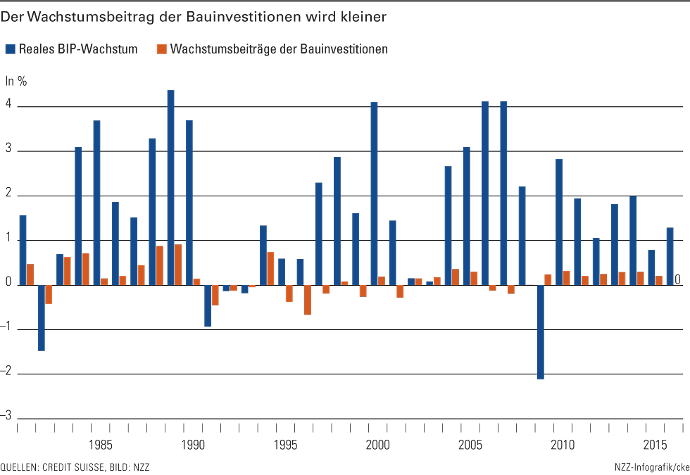 Der Wachstumsbeitrag der Bauinvestitionen wird kleiner
Reales BIP-Wachstum Wachstumsbeiträge der Bauinvestitionen
In %
4
3
2
1
0 0
–1
–2
–3
1985 1990 1995 2000 2005 2010 2015
QUELLEN: CREDIT SUISSE, BILD: NZZ NZZ-Infografik/cke